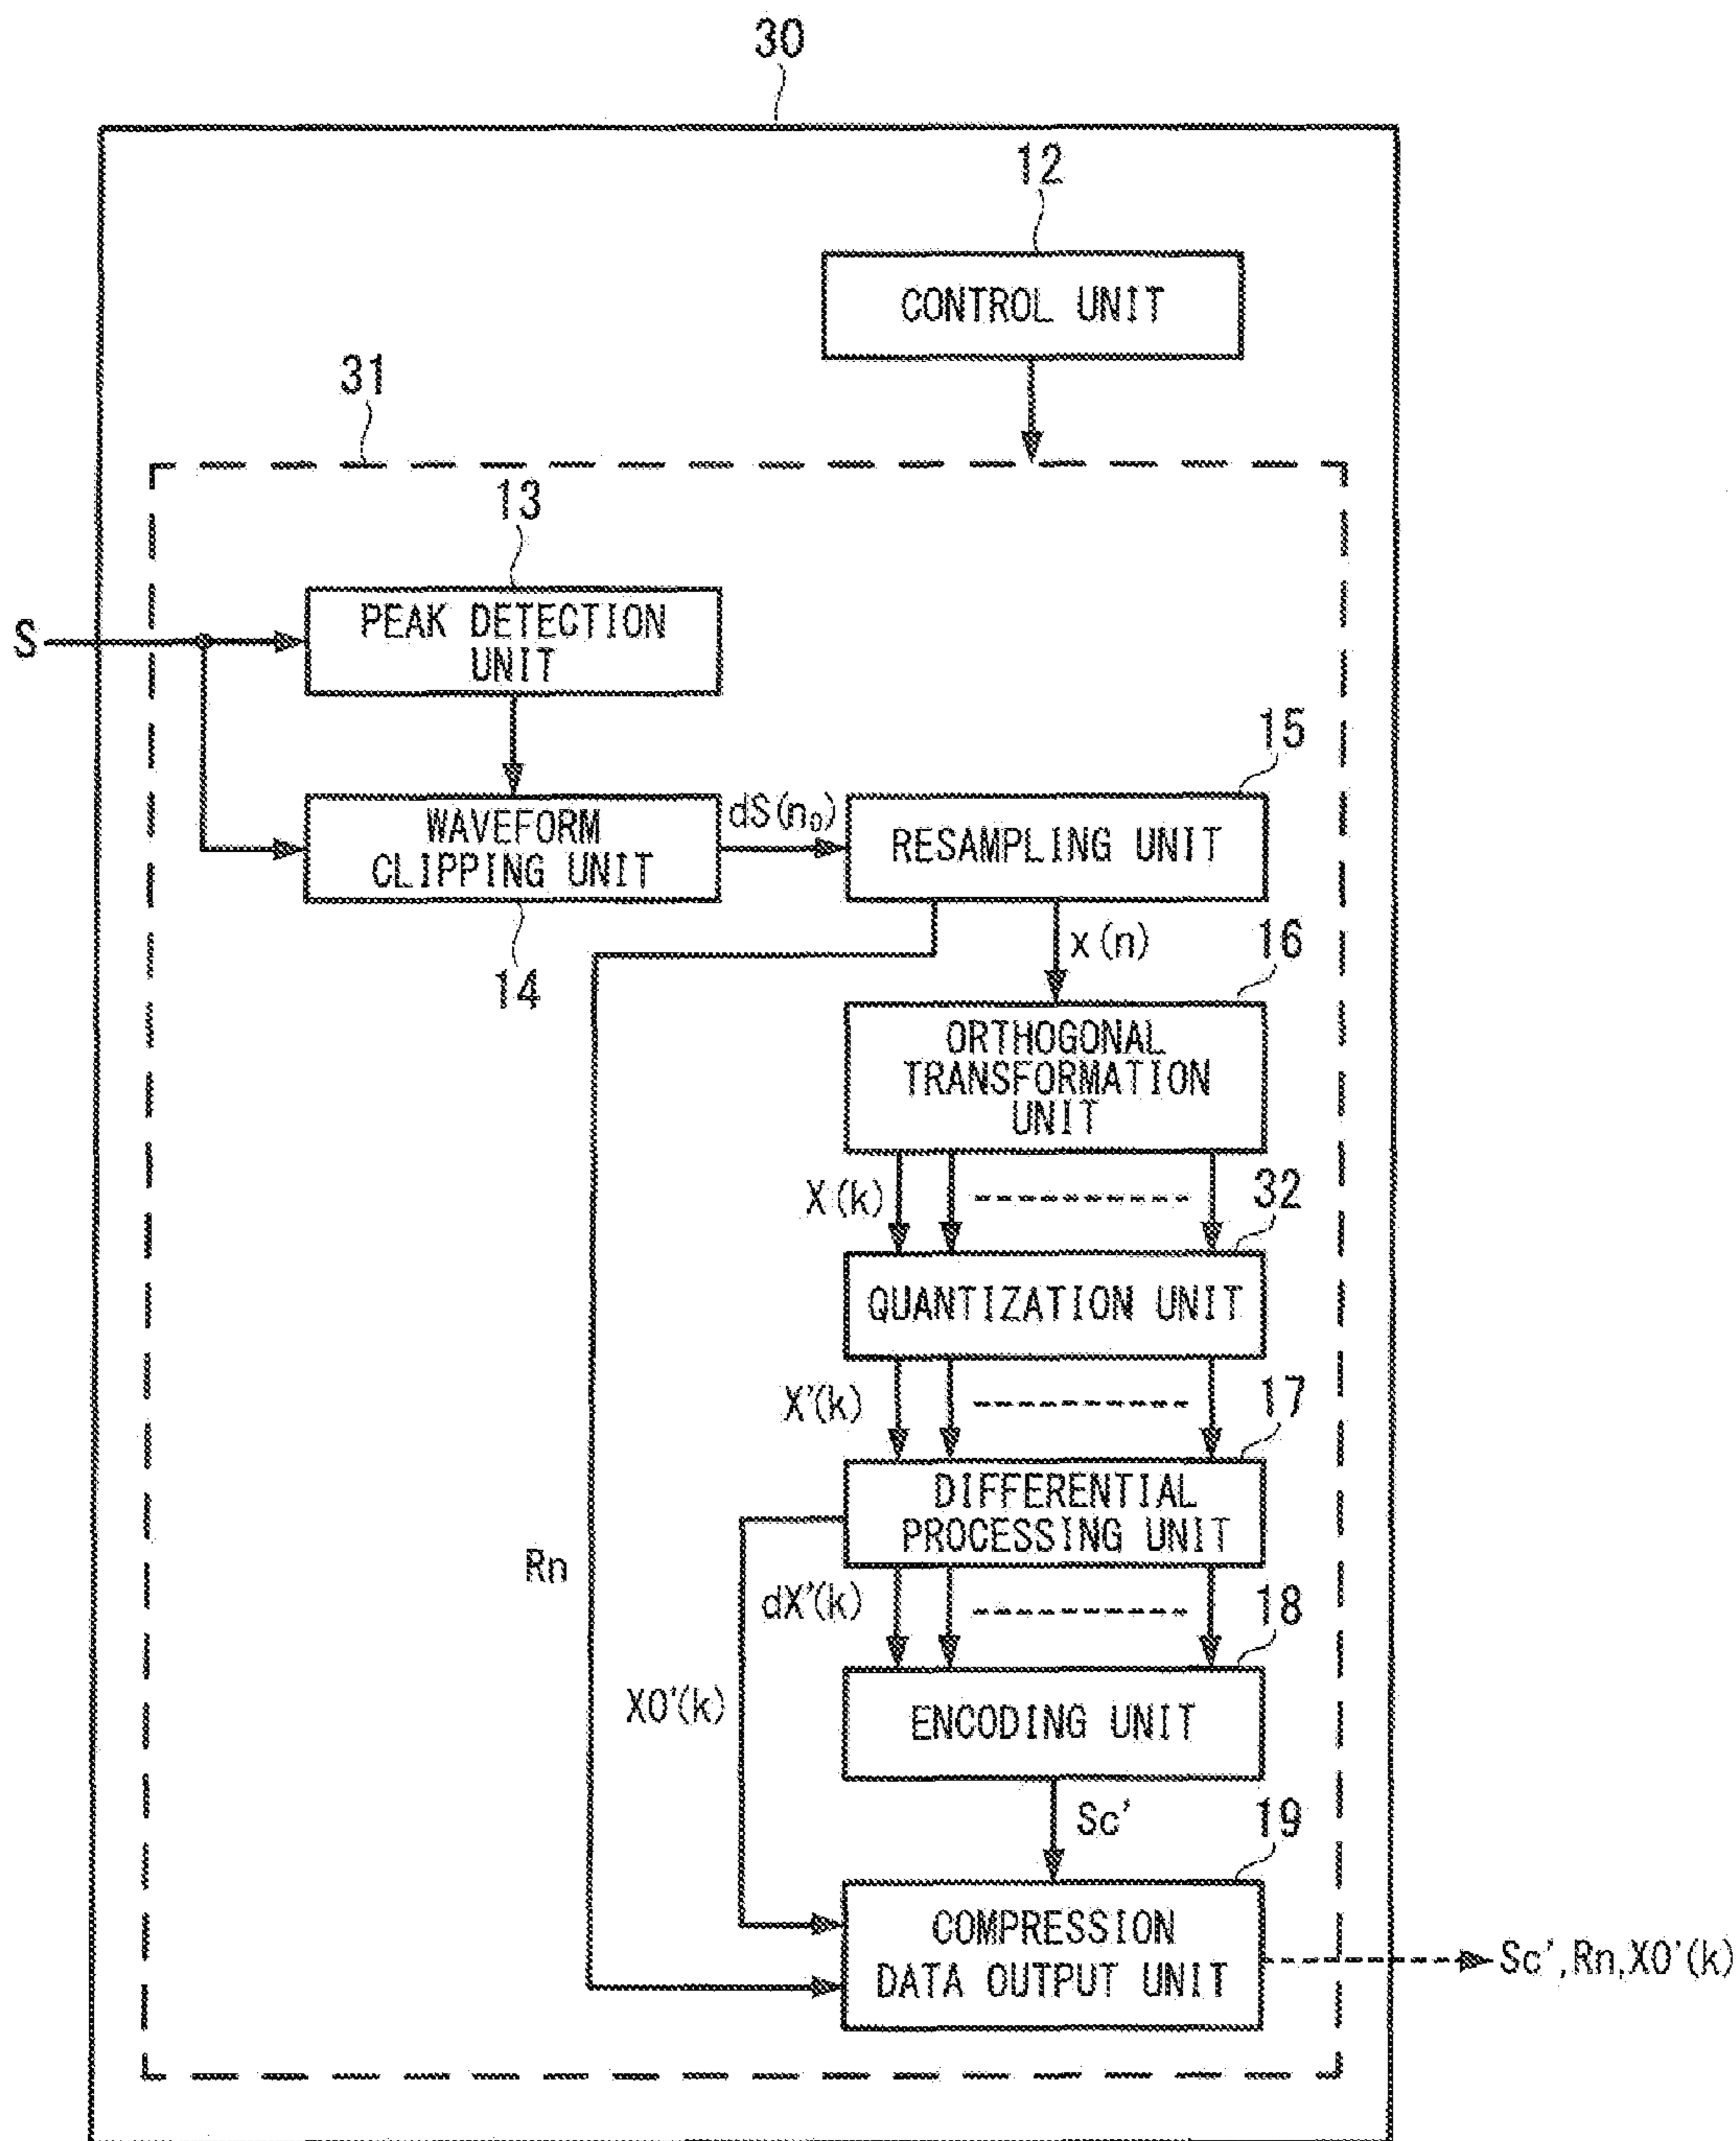 30
12
CONTROL UNIT
31
13
PEAK DETECTION
UNIT
S
15
WAVEFORM
CLIPPING UNIT
dS(n₀)
RESAMPLING UNIT
14
x(n)
16
ORTHOGONAL
TRANSFORMATION
UNIT
X(k)
32
QUANTIZATION UNIT
X'(k)
17
DIFFERENTIAL
PROCESSING UNIT
Rn
dX'(k)
18
X0'(k)
ENCODING UNIT
Sc'
19
COMPRESSION
DATA OUTPUT UNIT
Sc',Rn,X0'(k)